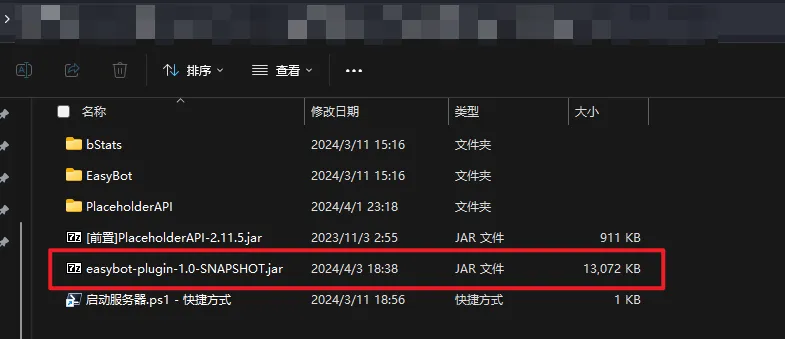 排序 查看
名称 修改日期 类型 大小
bStats 2024/3/11 15:16 文件夹
EasyBot 2024/3/11 15:16 文件夹
PlaceholderAPI 2024/4/1 23:18 文件夹
[前置]PlaceholderAPI-2.11.5.jar 2023/11/3 2:55 JAR 文件 911 KB
easybot-plugin-1.0-SNAPSHOT.jar 2024/4/3 18:38 JAR 文件 13,072 KB
启动服务器.ps1 - 快捷方式 2024/3/11 18:56 快捷方式 1 KB